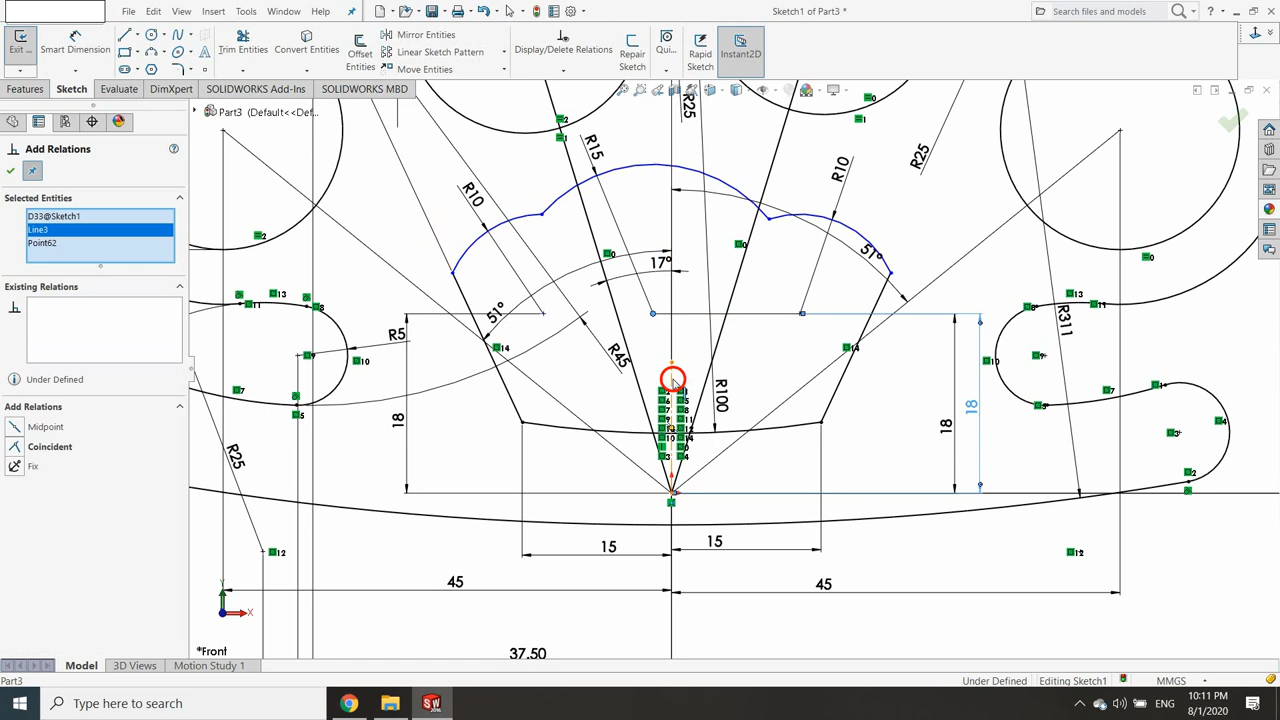 File Edit View Insert Tools Window Help
Sketch1 of Part3 *
Search files and models
Exit ...
Smart Dimension
Trim Entities
Convert Entities
Offset Entities
Mirror Entities
Linear Sketch Pattern
Move Entities
Display/Delete Relations
Repair Sketch
Qui...
Rapid Sketch
Instant2D
Features Sketch Evaluate DimXpert SOLIDWORKS Add-Ins SOLIDWORKS MBD
Part3 (Default<<Def...
Add Relations
Selected Entities
D33@Sketch1
Line3
Point62
Existing Relations
Under Defined
Add Relations
Midpoint
Coincident
Fix
R25
R15
R10
R25
R10
51°
17°
51°
R5
R45
R311
R100
18
18
18
R25
15
15
45
45
37.50
Y
X
*Front
Model 3D Views Motion Study 1
Part3
Under Defined Editing Sketch1 MMGS
Type here to search
10:11 PM
ENG
8/1/2020